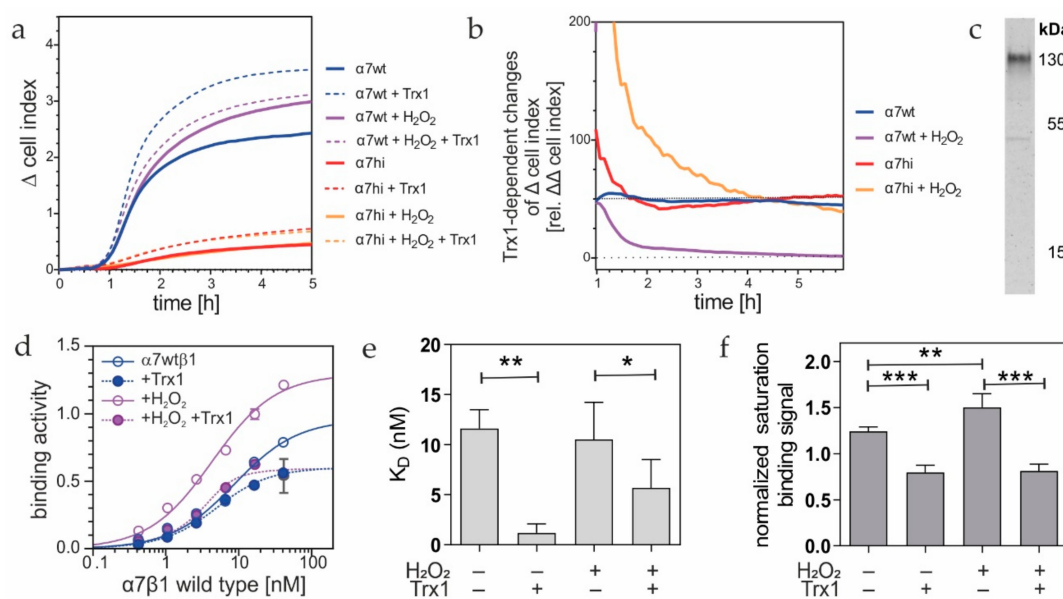 a
Δ cell index
4
3
2
1
0
0
1
2
3
4
5
time [h]
α7wt
α7wt + Trx1
α7wt + H₂O₂
α7wt + H₂O₂ + Trx1
α7hi
α7hi + Trx1
α7hi + H₂O₂
α7hi + H₂O₂ + Trx1
b
Trx1-dependent changes
of Δ cell index
[rel. ΔΔ cell index]
200
100
0
1
2
3
4
5
time [h]
α7wt
α7wt + H₂O₂
α7hi
α7hi + H₂O₂
c
kDa
130
55
15
d
binding activity
1.5
1.0
0.5
0.0
0.1
1
10
100
α7β1 wild type [nM]
α7wtβ1
+Trx1
+H₂O₂
+H₂O₂ +Trx1
e
K_D (nM)
20
15
10
5
0
**
*
H₂O₂ – – + +
Trx1 – + – +
f
normalized saturation
binding signal
2.0
1.5
1.0
0.5
0.0
**
***
***
H₂O₂ – – + +
Trx1 – + – +